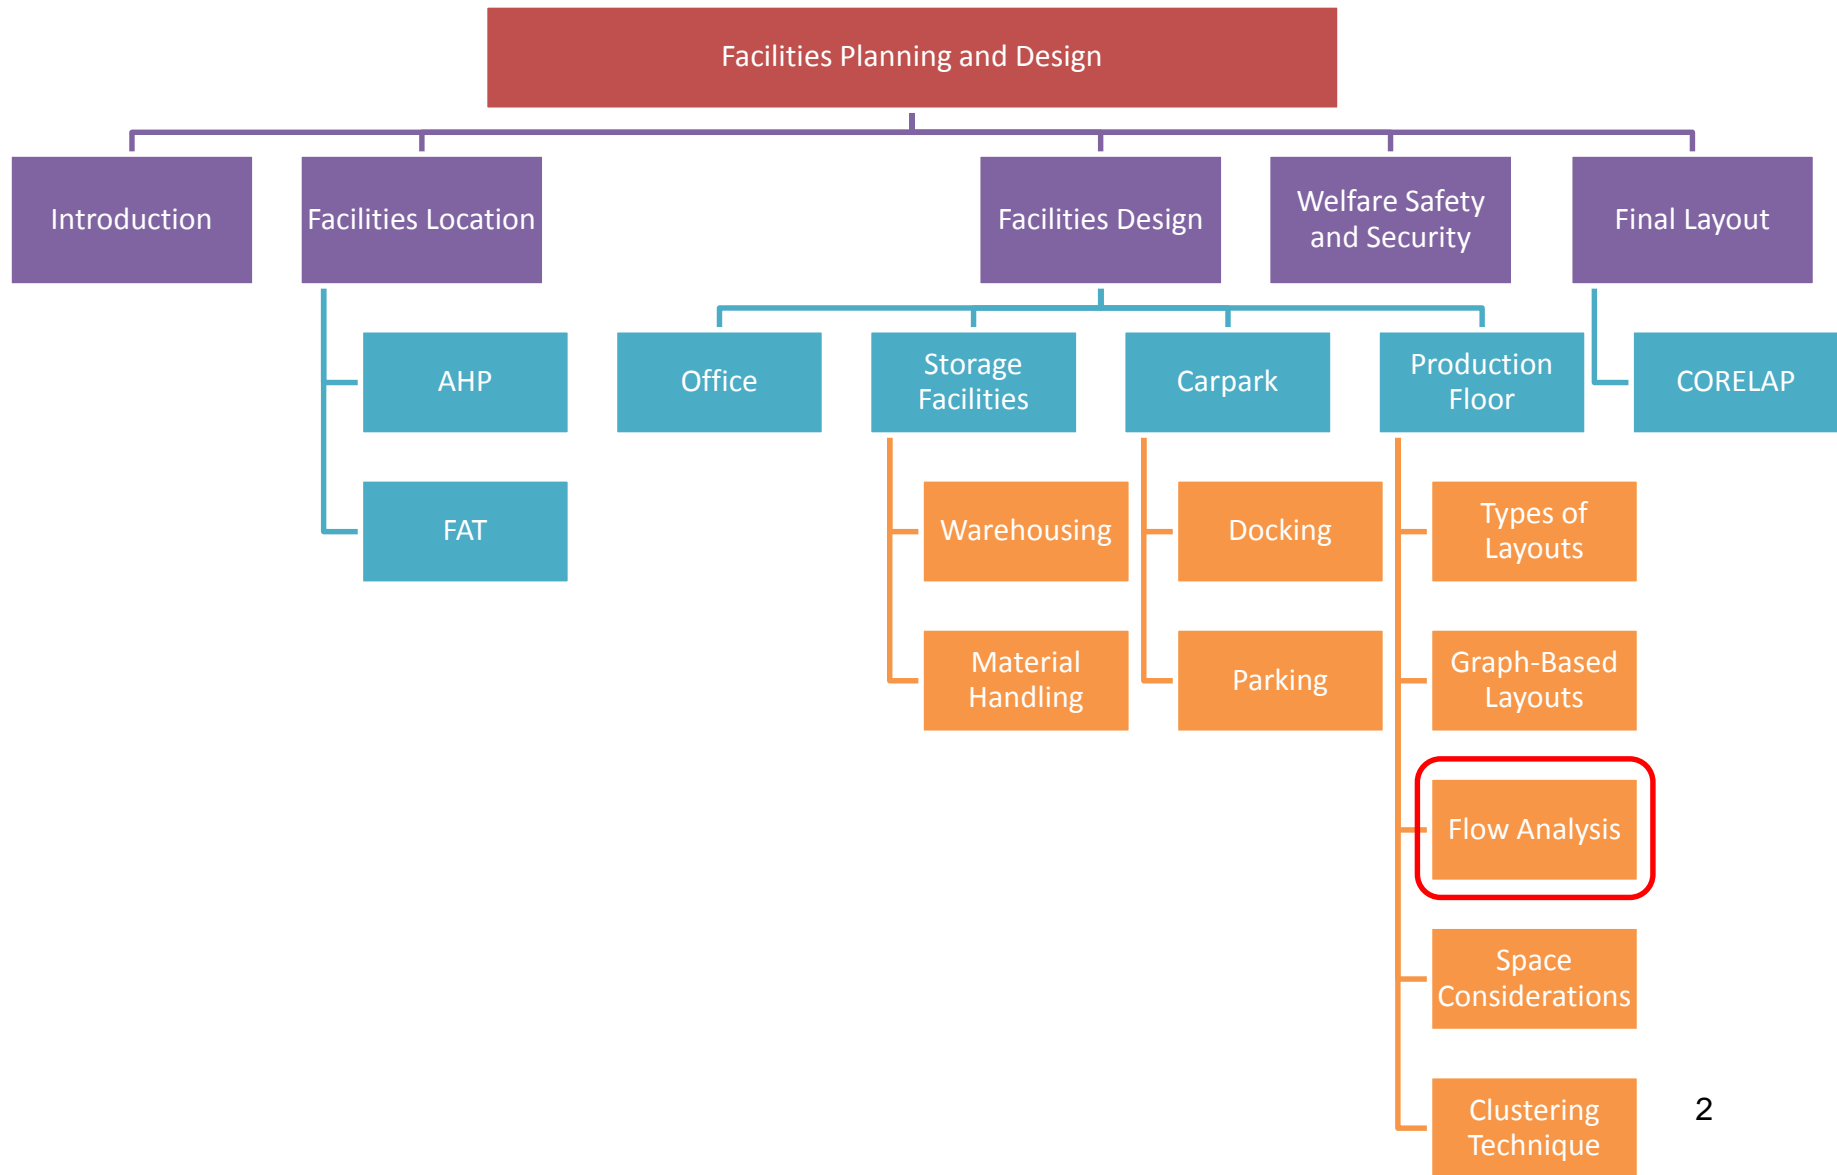 Facilities Planning and Design
Introduction
Facilities Location
Facilities Design
Welfare Safety
and Security
Final Layout
AHP
Office
Storage
Facilities
Carpark
Production
Floor
CORELAP
FAT
Warehousing
Docking
Types of
Layouts
Material
Handling
Parking
Graph-Based
Layouts
Flow Analysis
Space
Considerations
Clustering
Technique
2